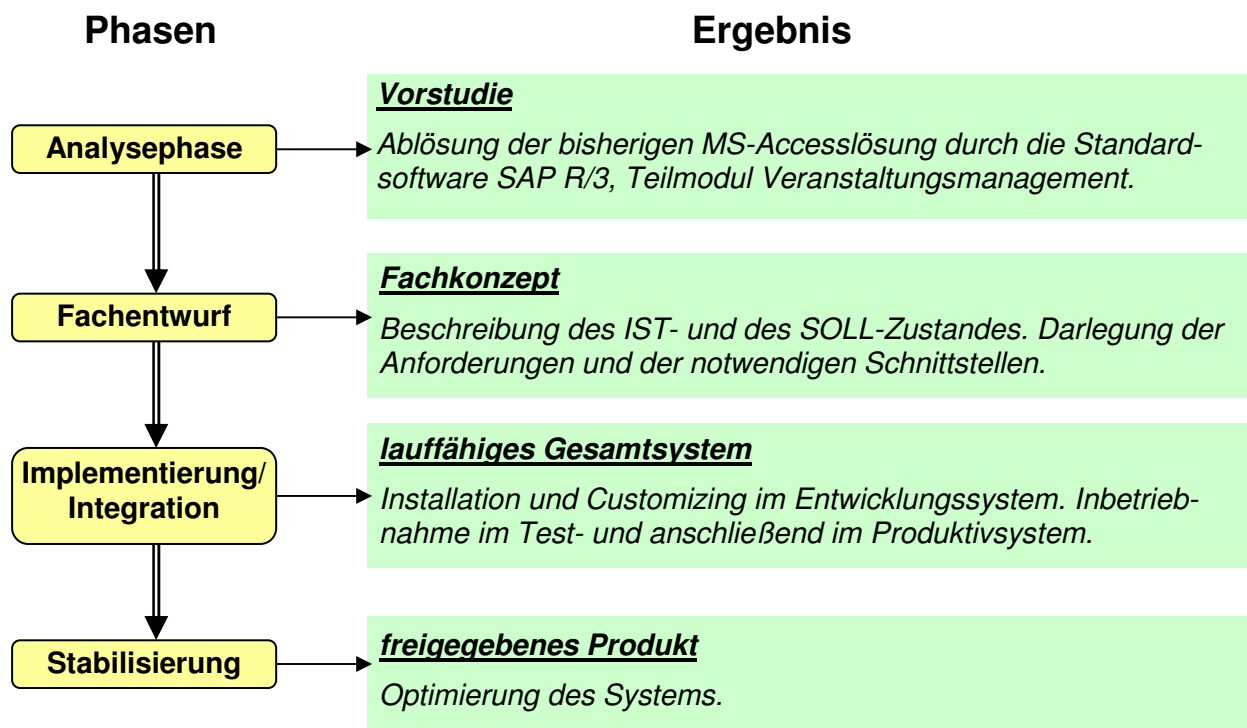 Phasen
Ergebnis
Analysephase
Vorstudie
Ablösung der bisherigen MS-Accesslösung durch die Standard-
software SAP R/3, Teilmodul Veranstaltungsmanagement.
Fachentwurf
Fachkonzept
Beschreibung des IST- und des SOLL-Zustandes. Darlegung der
Anforderungen und der notwendigen Schnittstellen.
Implementierung/
Integration
lauffähiges Gesamtsystem
Installation und Customizing im Entwicklungssystem. Inbetrieb-
nahme im Test- und anschließend im Produktivsystem.
Stabilisierung
freigegebenes Produkt
Optimierung des Systems.